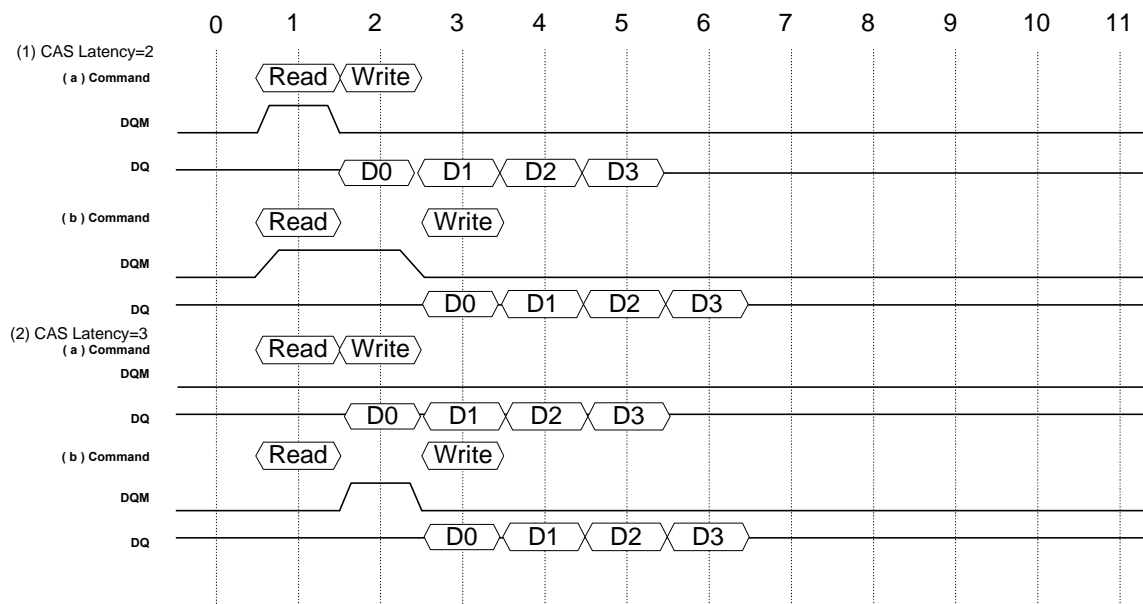 0 1 2 3 4 5 6 7 8 9 10 11
(1) CAS Latency=2
( a ) Command Read Write
DQM
DQ D0 D1 D2 D3
( b ) Command Read Write
DQM
DQ D0 D1 D2 D3
(2) CAS Latency=3
( a ) Command Read Write
DQM
DQ D0 D1 D2 D3
( b ) Command Read Write
DQM
DQ D0 D1 D2 D3